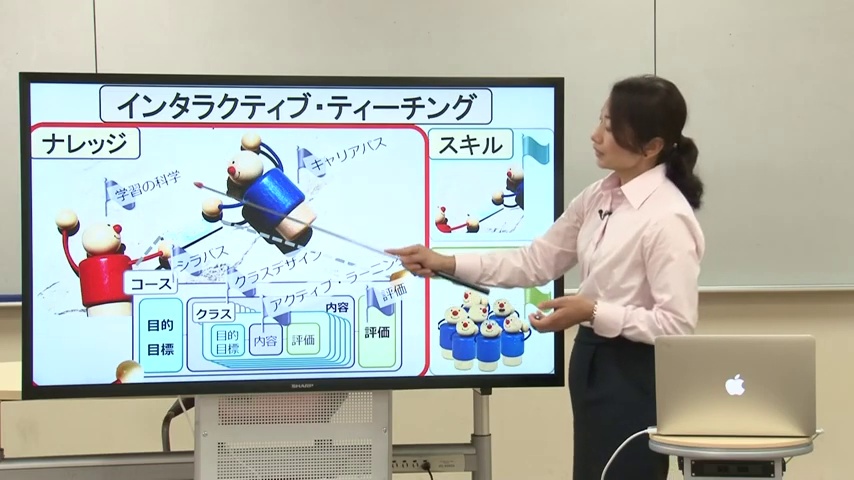 インタラクティブ・ティーチング
ナレッジ
スキル
キャリアパス
学習の科学
シラバス
クラスデザイン
アクティブ・ラーニング
評価
コース
クラス
内容
目的
目標
目的
目標
内容
評価
評価
SHARP